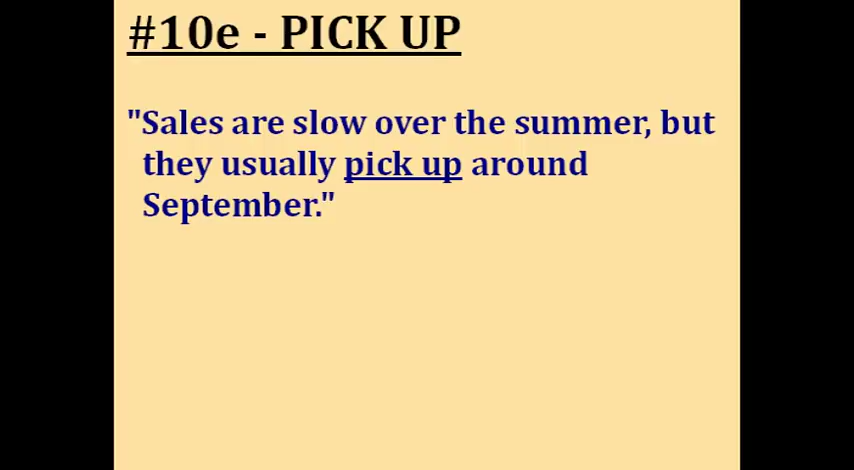 #10e - PICK UP
"Sales are slow over the summer, but
they usually pick up around
September."